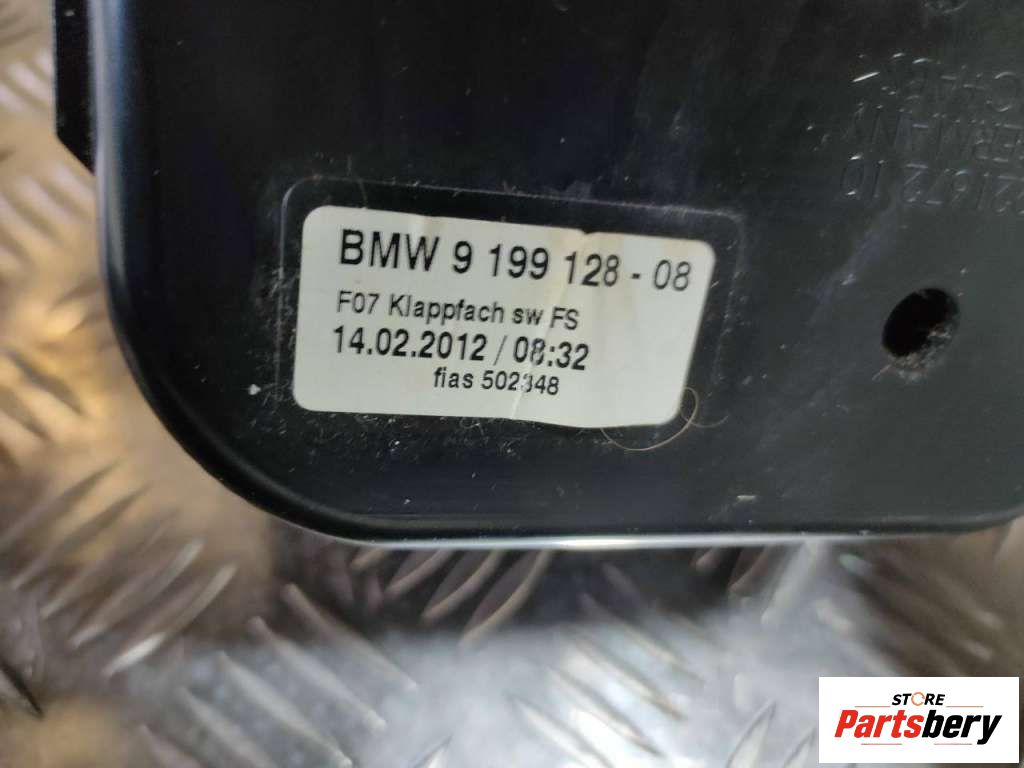 BMW 9 199 128 - 08
F07 Klappfach sw FS
14.02.2012 / 08:32
fias 502348
STORE
Partsbery